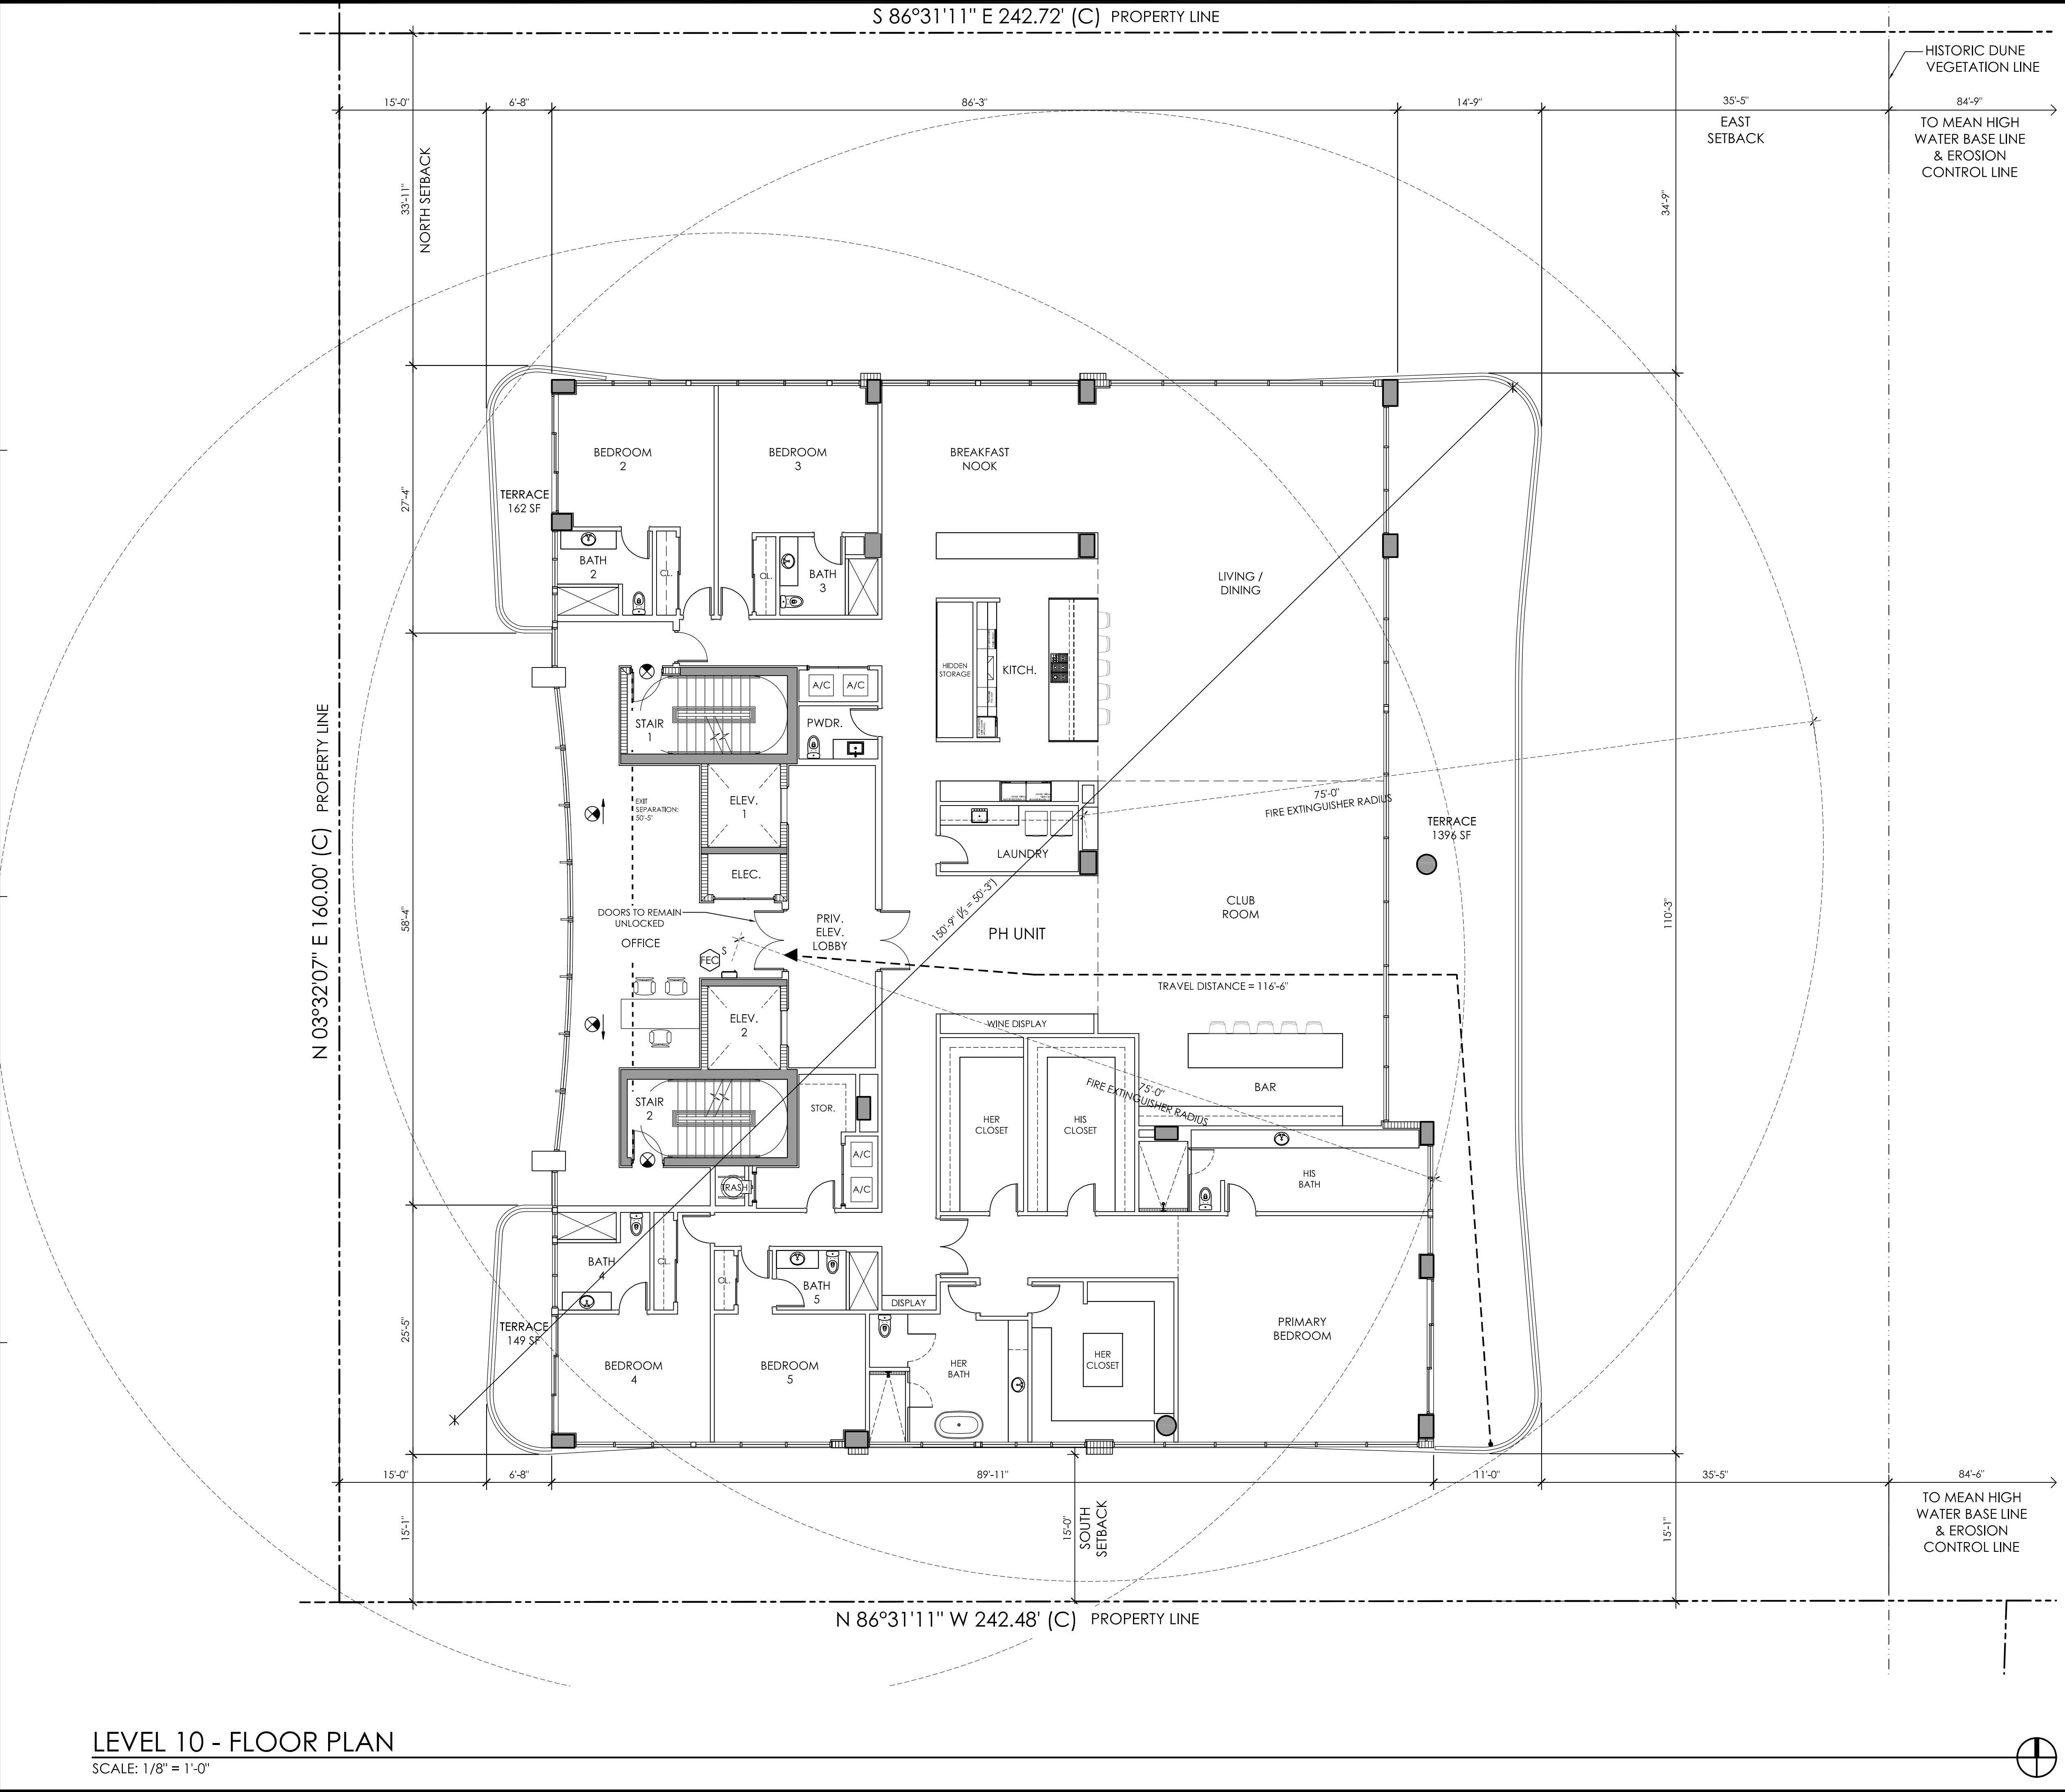 S 86°31'11" E 242.72' (C) PROPERTY LINE
HISTORIC DUNE
VEGETATION LINE
15'-0"
6'-8"
86'-3"
14'-9"
35'-5"
84'-9"
EAST
SETBACK
TO MEAN HIGH
WATER BASE LINE
& EROSION
CONTROL LINE
33'-11"
NORTH SETBACK
34'-9"
BEDROOM
2
BEDROOM
3
BREAKFAST
NOOK
TERRACE
162 SF
27'-4"
BATH
2
CL.
CL.
BATH
3
LIVING /
DINING
HIDDEN
STORAGE
KITCH.
A/C
A/C
STAIR
1
PWDR.
N 03°32'07" E 160.00' (C) PROPERTY LINE
ELEV.
1
EXIT
SEPARATION:
50'-5"
75'-0"
FIRE EXTINGUISHER RADIUS
TERRACE
1396 SF
LAUNDRY
ELEC.
58'-4"
DOORS TO REMAIN
UNLOCKED
OFFICE
PRIV.
ELEV.
LOBBY
150'-9" (⅓ = 50'-3")
PH UNIT
CLUB
ROOM
110'-3"
S
FEC
TRAVEL DISTANCE = 116'-6"
ELEV.
2
WINE DISPLAY
BAR
75'-0"
FIRE EXTINGUISHER RADIUS
STAIR
2
STOR.
HER
CLOSET
HIS
CLOSET
A/C
A/C
TRASH
HIS
BATH
BATH
4
CL.
CL.
BATH
5
DISPLAY
TERRACE
149 SF
25'-5"
BEDROOM
4
BEDROOM
5
HER
BATH
HER
CLOSET
PRIMARY
BEDROOM
15'-0"
6'-8"
89'-11"
11'-0"
35'-5"
84'-6"
TO MEAN HIGH
WATER BASE LINE
& EROSION
CONTROL LINE
15'-1"
15'-0"
SOUTH
SETBACK
15'-1"
N 86°31'11" W 242.48' (C) PROPERTY LINE
LEVEL 10 - FLOOR PLAN
SCALE: 1/8" = 1'-0"